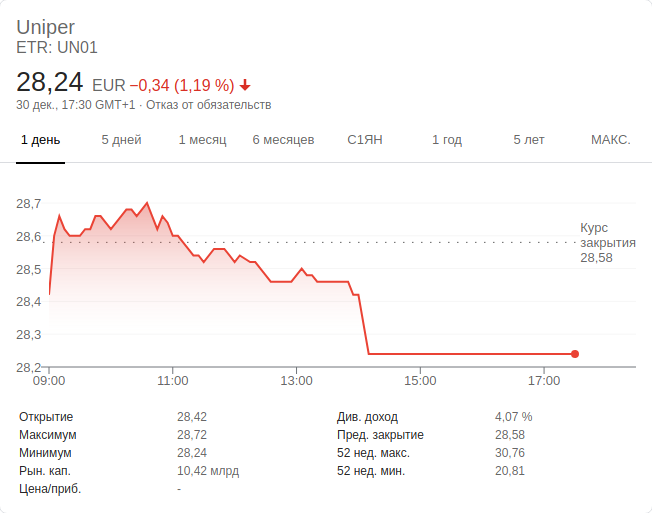 Uniper
ETR: UN01
28,24 EUR −0,34 (1,19 %)
30 дек., 17:30 GMT+1 · Отказ от обязательств
1 день 5 дней 1 месяц 6 месяцев С1ЯН 1 год 5 лет МАКС.
28,7
28,6
28,5
28,4
28,3
28,2
Курс
закрытия
28,58
09:00 11:00 13:00 15:00 17:00
Открытие 28,42 Див. доход 4,07 %
Максимум 28,72 Пред. закрытие 28,58
Минимум 28,24 52 нед. макс. 30,76
Рын. кап. 10,42 млрд 52 нед. мин. 20,81
Цена/приб. -